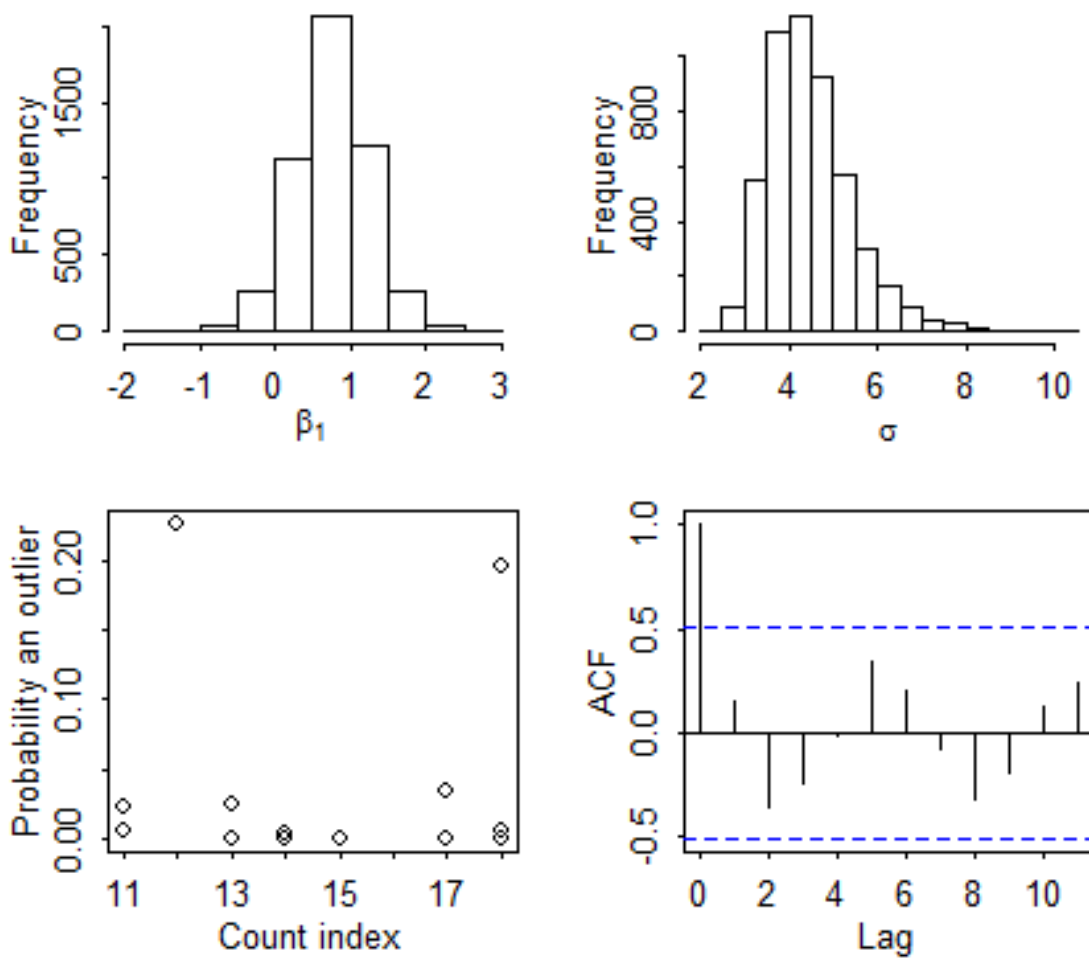 Frequency
0 500 1500
-2 -1 0 1 2 3
β₁
Frequency
0 400 800
2 4 6 8 10
σ
Probability an outlier
0.00 0.10 0.20
11 13 15 17
Count index
ACF
-0.5 0.0 0.5 1.0
0 2 4 6 8 10
Lag